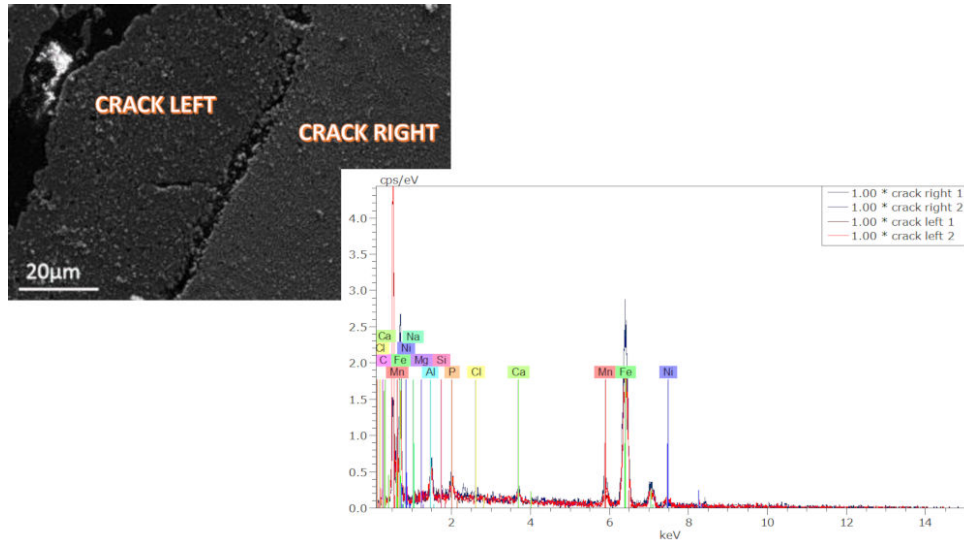 CRACK LEFT
CRACK RIGHT
20µm
cps/eV
1.00 * crack right 1
1.00 * crack right 2
1.00 * crack left 1
1.00 * crack left 2
4.0
3.5
3.0
2.5
2.0
1.5
1.0
0.5
0.0
Ca Na
Cl Ni
C Fe Mg Si
Mn Al P Cl Ca Mn Fe Ni
2 4 6 8 10 12 14
keV